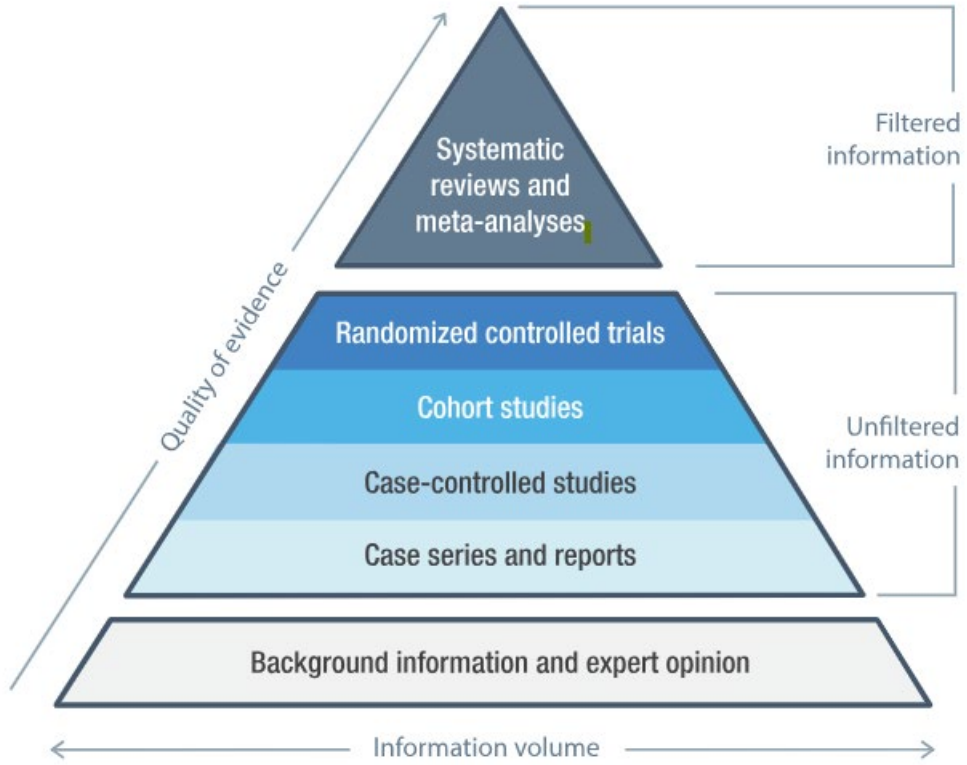 Systematic
reviews and
meta-analyses
Filtered
information
Randomized controlled trials
Cohort studies
Case-controlled studies
Case series and reports
Unfiltered
information
Background information and expert opinion
Quality of evidence
Information volume